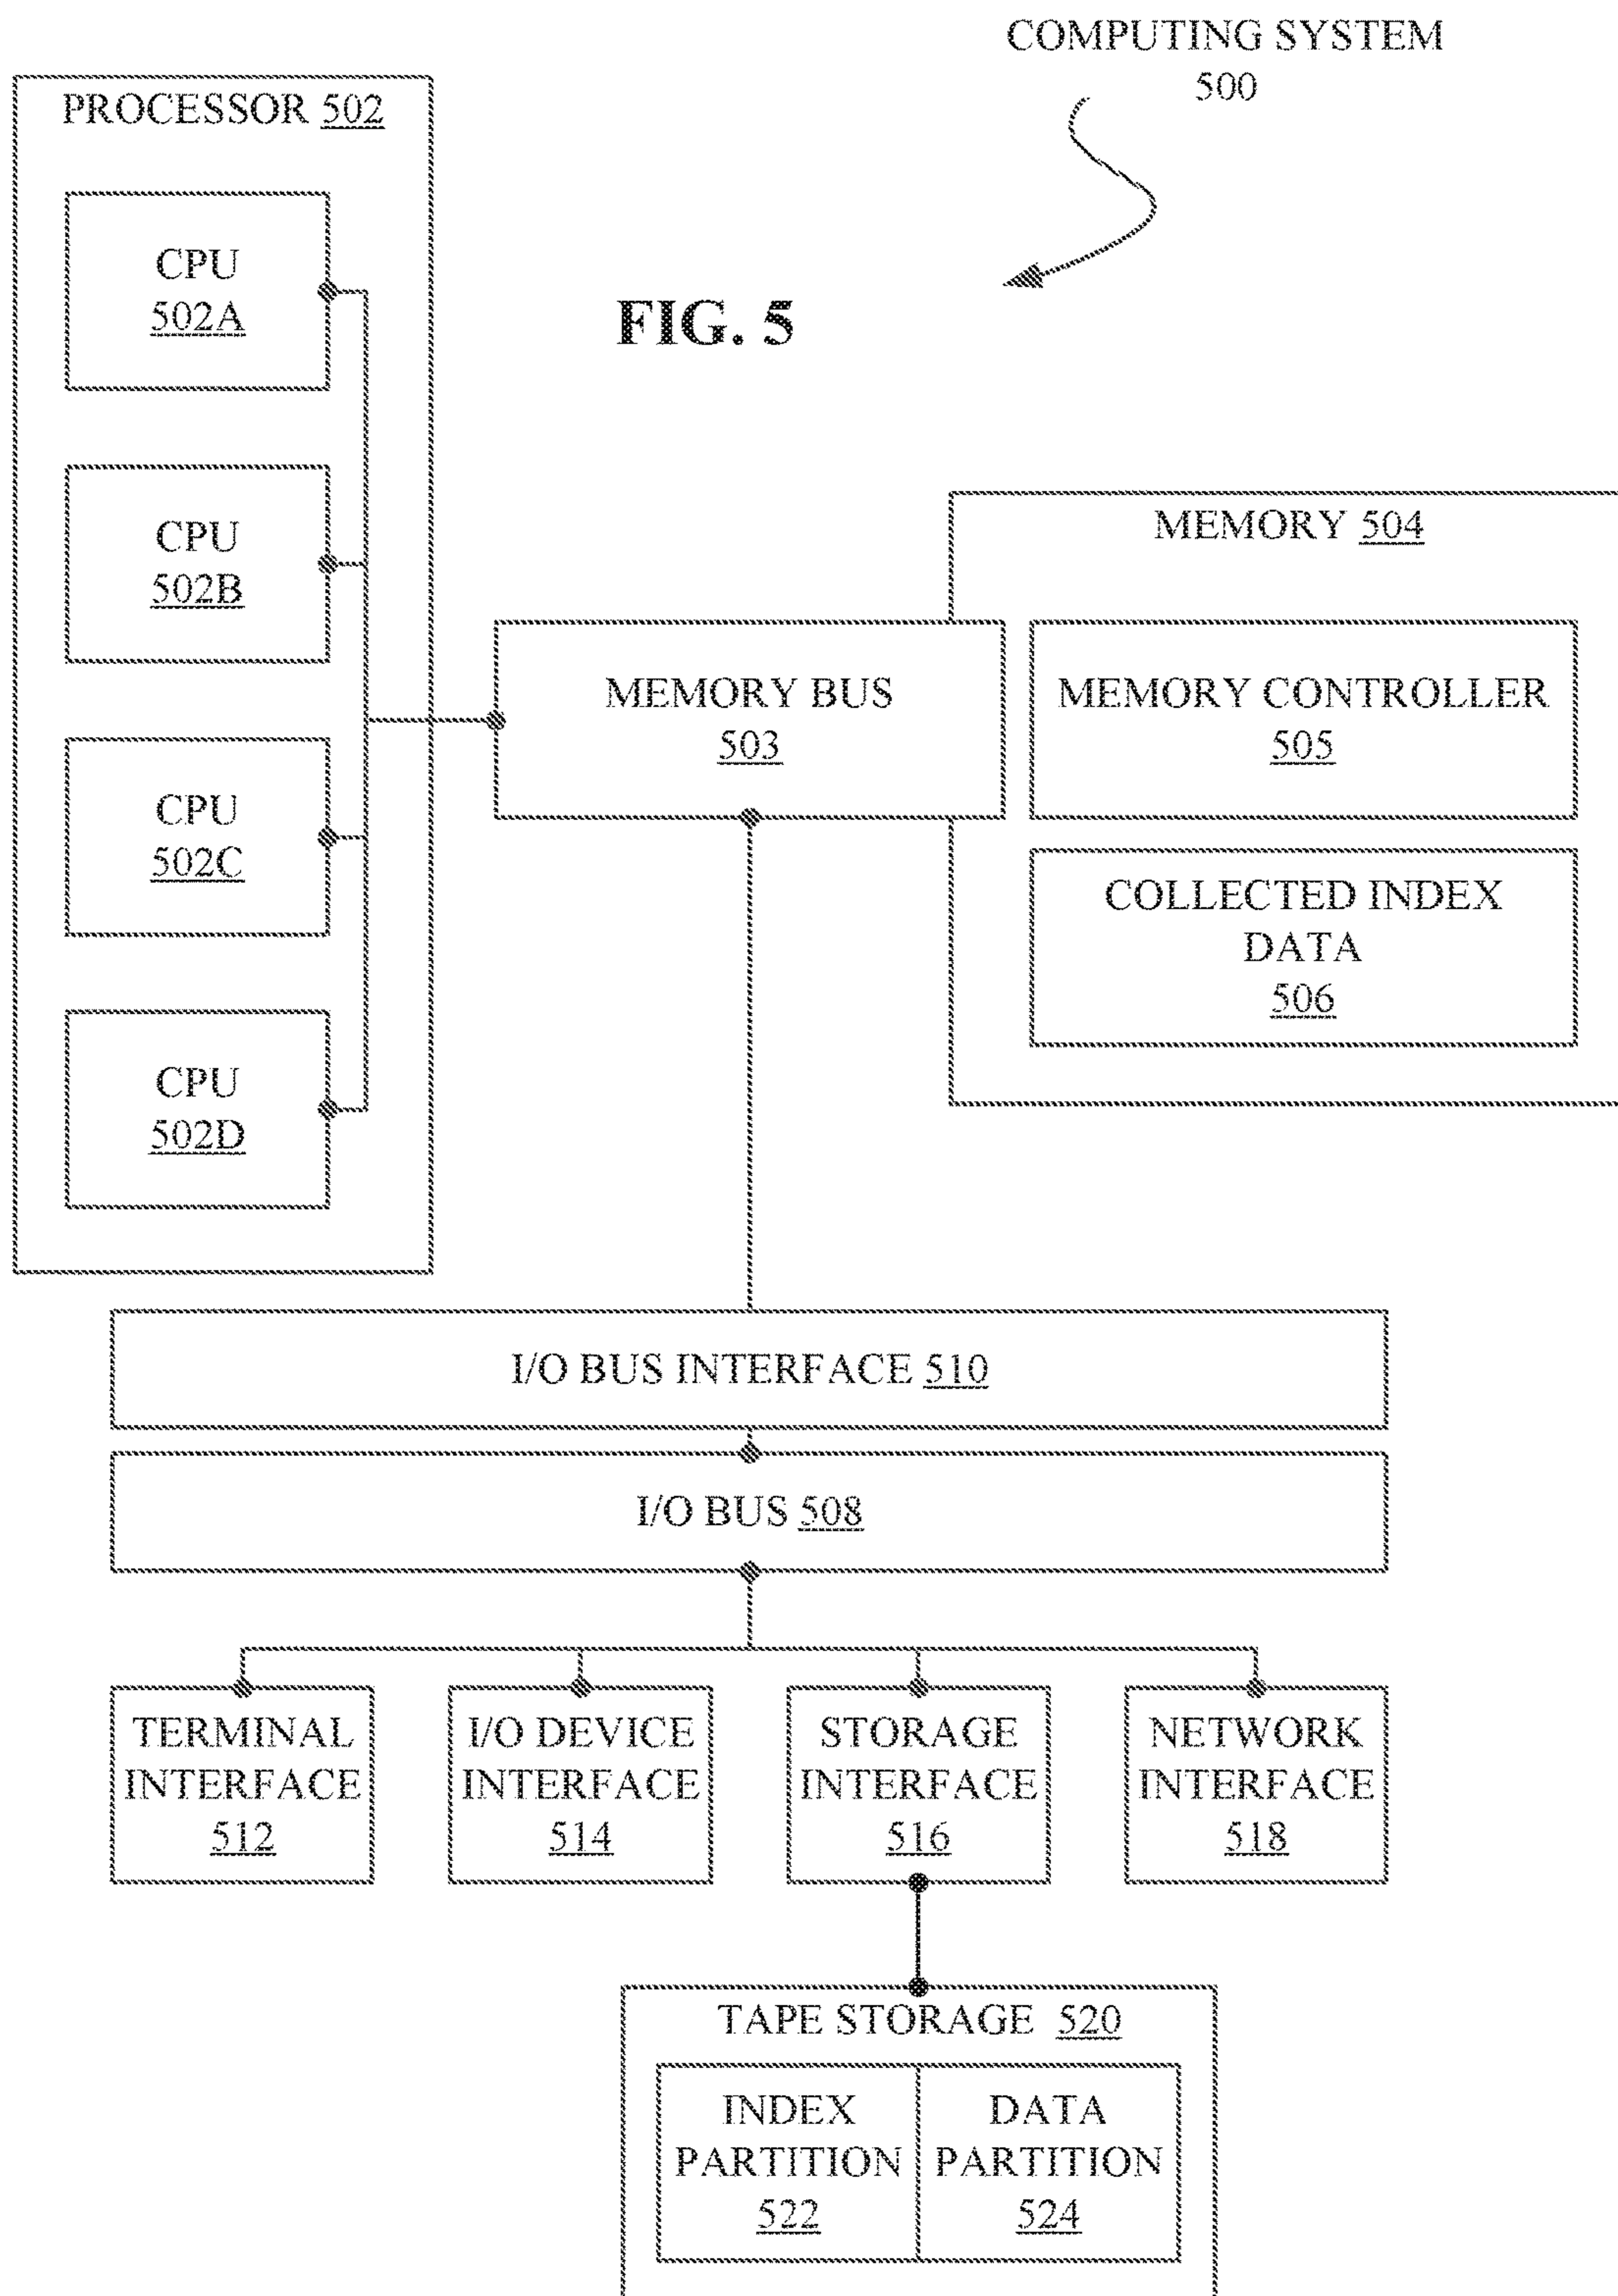 COMPUTING SYSTEM
500
PROCESSOR 502
CPU
502A
FIG. 5
CPU
502B
CPU
502C
CPU
502D
MEMORY 504
MEMORY BUS
503
MEMORY CONTROLLER
505
COLLECTED INDEX
DATA
506
I/O BUS INTERFACE 510
I/O BUS 508
TERMINAL
INTERFACE
512
I/O DEVICE
INTERFACE
514
STORAGE
INTERFACE
516
NETWORK
INTERFACE
518
TAPE STORAGE 520
INDEX
PARTITION
522
DATA
PARTITION
524